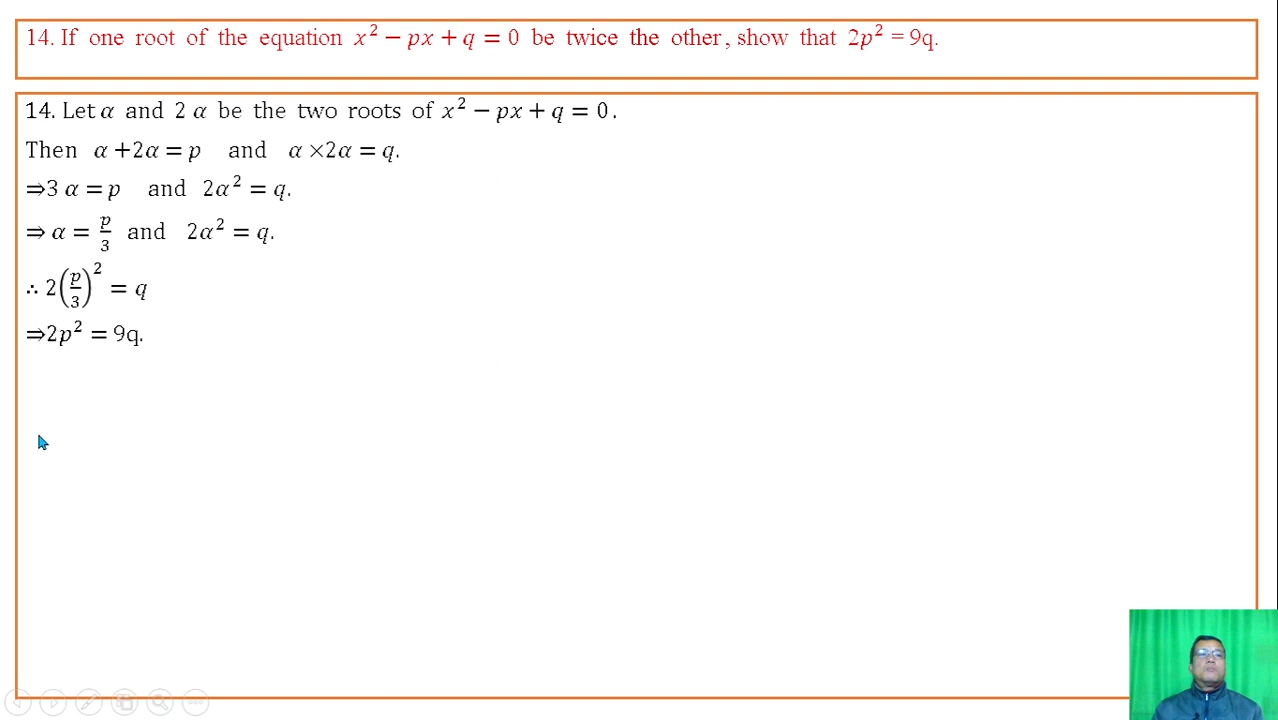 14. If one root of the equation x² − px + q = 0 be twice the other, show that 2p² = 9q.
14. Let α and 2 α be the two roots of x² − px + q = 0.
Then α +2α = p and α ×2α = q.
⇒3 α = p and 2α² = q.
⇒ α = p/3 and 2α² = q.
∴ 2(p/3)² = q
⇒2p² = 9q.